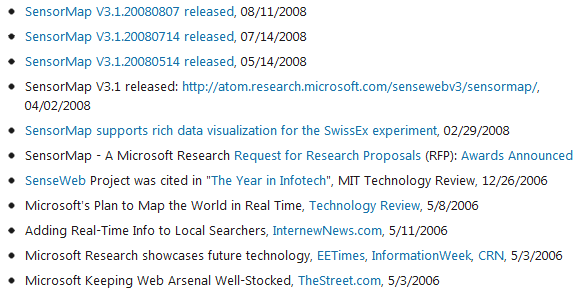 SensorMap V3.1.20080807 released, 08/11/2008
SensorMap V3.1.20080714 released, 07/14/2008
SensorMap V3.1.20080514 released, 05/14/2008
SensorMap V3.1 released: http://atom.research.microsoft.com/sensewebv3/sensormap/,
04/02/2008
SensorMap supports rich data visualization for the SwissEx experiment, 02/29/2008
SensorMap - A Microsoft Research Request for Research Proposals (RFP): Awards Announced
SenseWeb Project was cited in "The Year in Infotech", MIT Technology Review, 12/26/2006
Microsoft's Plan to Map the World in Real Time, Technology Review, 5/8/2006
Adding Real-Time Info to Local Searchers, InternewNews.com, 5/11/2006
Microsoft Research showcases future technology, EETimes, InformationWeek, CRN, 5/3/2006
Microsoft Keeping Web Arsenal Well-Stocked, TheStreet.com, 5/3/2006